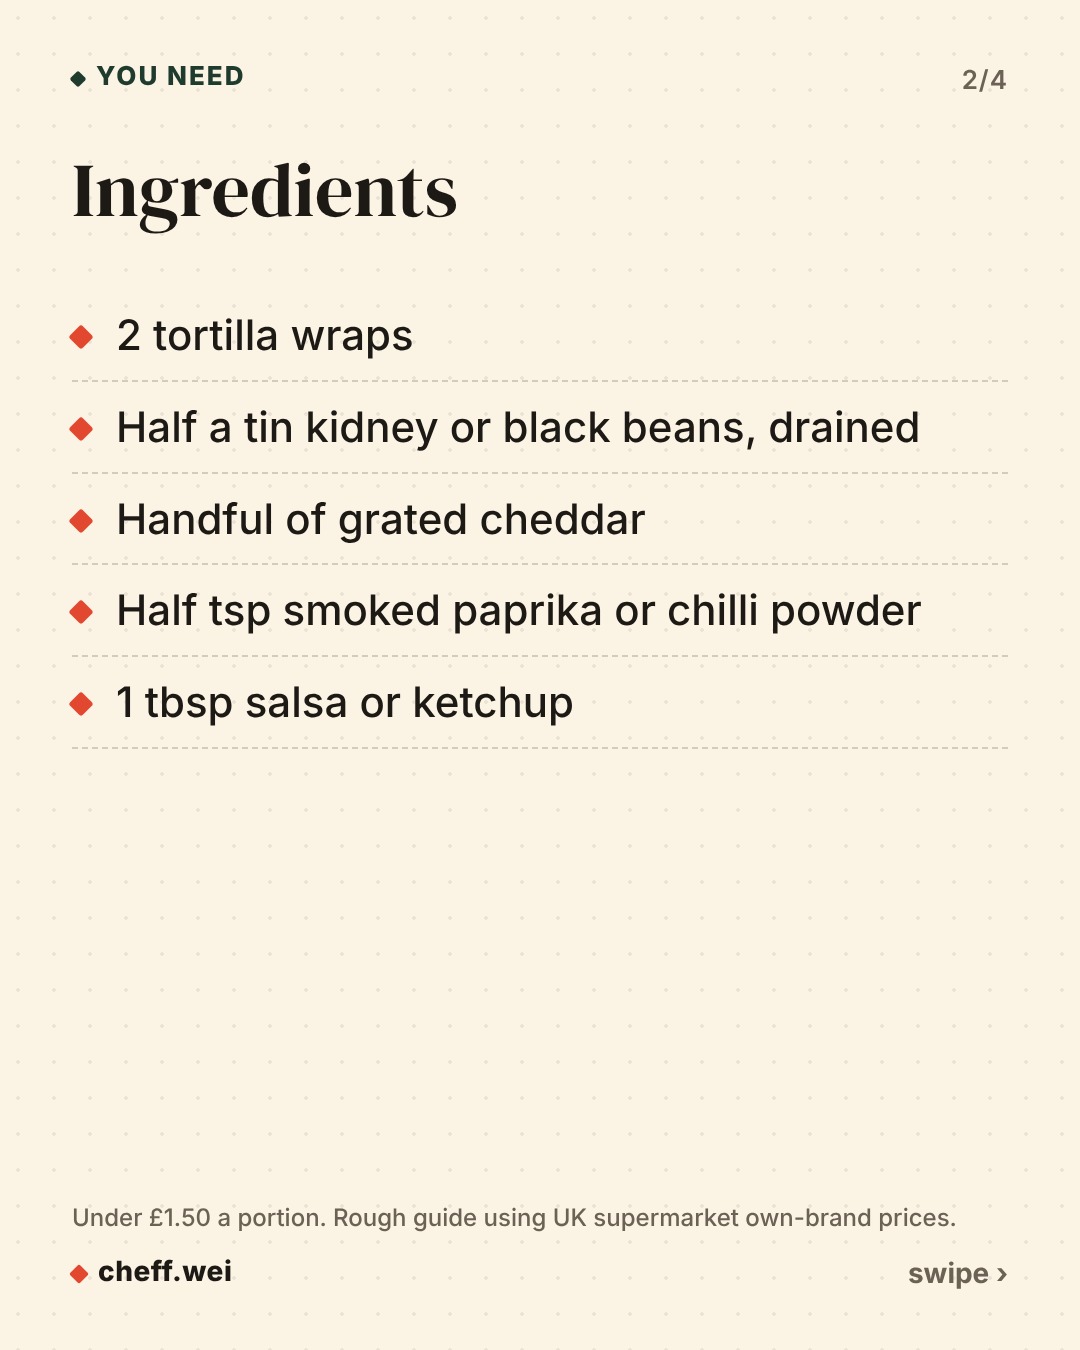 YOU NEED
2/4
Ingredients
2 tortilla wraps
Half a tin kidney or black beans, drained
Handful of grated cheddar
Half tsp smoked paprika or chilli powder
1 tbsp salsa or ketchup
Under £1.50 a portion. Rough guide using UK supermarket own-brand prices.
cheff.wei
swipe ›